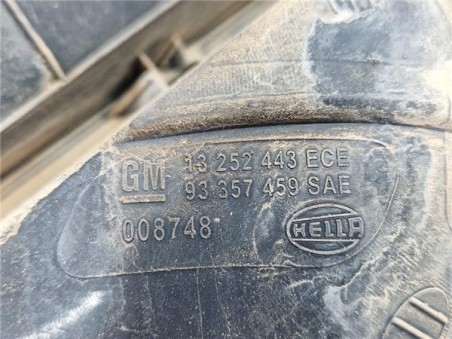 GM 13 252 443 ECE
93 357 459 SAE
008748 HELLA